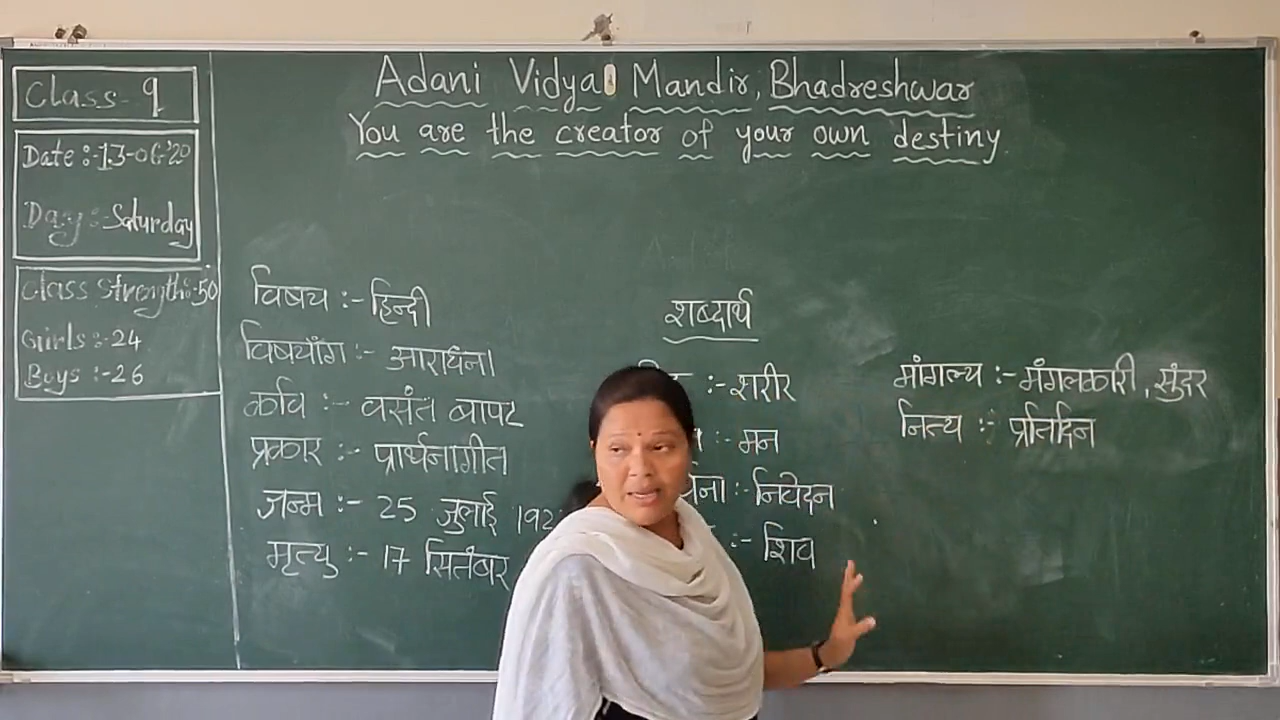 Adani Vidya Mandir, Bhadreshwar
You are the creator of your own destiny.
Class - 9
Date :-13-06-20
Day :- Saturday
Class Strength:-50
Girls :-24
Boys :-26
विषय :- हिन्दी
विषयाँग :- आराधना
कवि :- वसंत बापट
प्रकार :- प्रार्थनागीत
जन्म :- 25 जुलाई 192
मृत्यु :- 17 सितंबर
शब्दार्थ
:- शरीर
:- मन
:- निवेदन
:- शिव
मांगल्य :- मंगलकारी, सुंदर
नित्य :- प्रतिदिन